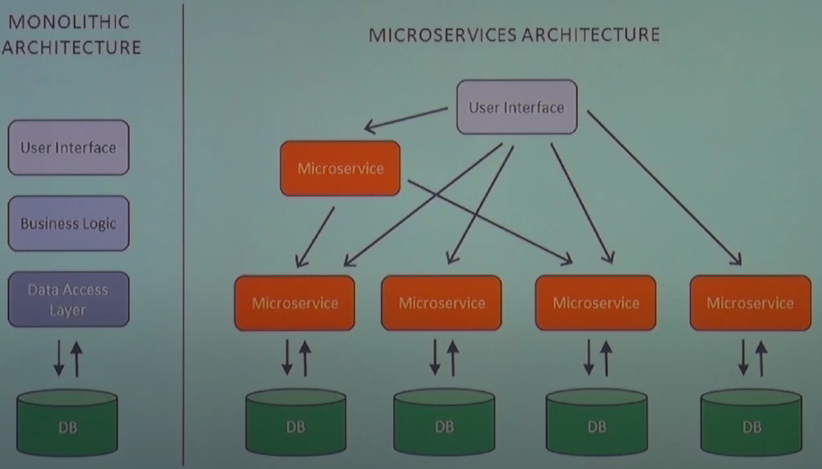 MONOLITHIC
ARCHITECTURE
User Interface
Business Logic
Data Access
Layer
DB
MICROSERVICES ARCHITECTURE
User Interface
Microservice
Microservice
Microservice
Microservice
Microservice
DB
DB
DB
DB